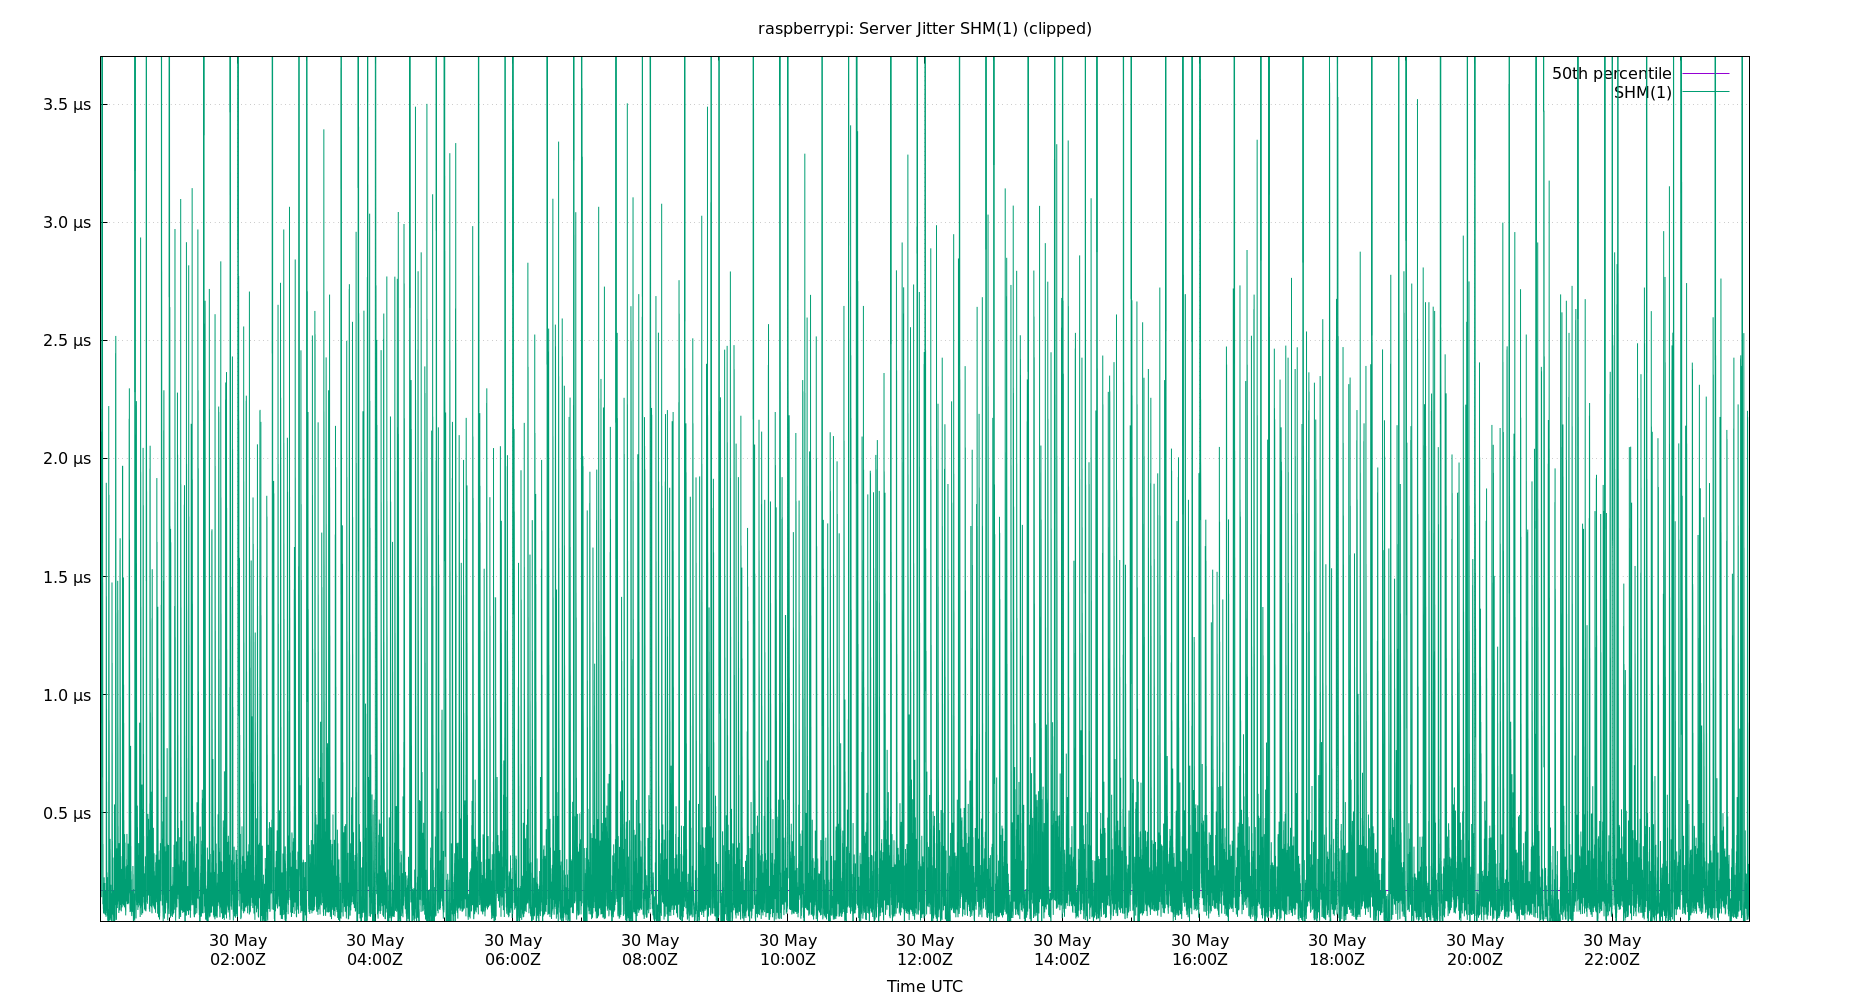 raspberrypi: Server Jitter SHM(1) (clipped)
50th percentile
SHM(1)
3.5 µs
3.0 µs
2.5 µs
2.0 µs
1.5 µs
1.0 µs
0.5 µs
30 May 30 May 30 May 30 May 30 May 30 May 30 May 30 May 30 May 30 May 30 May
02:00Z 04:00Z 06:00Z 08:00Z 10:00Z 12:00Z 14:00Z 16:00Z 18:00Z 20:00Z 22:00Z
Time UTC